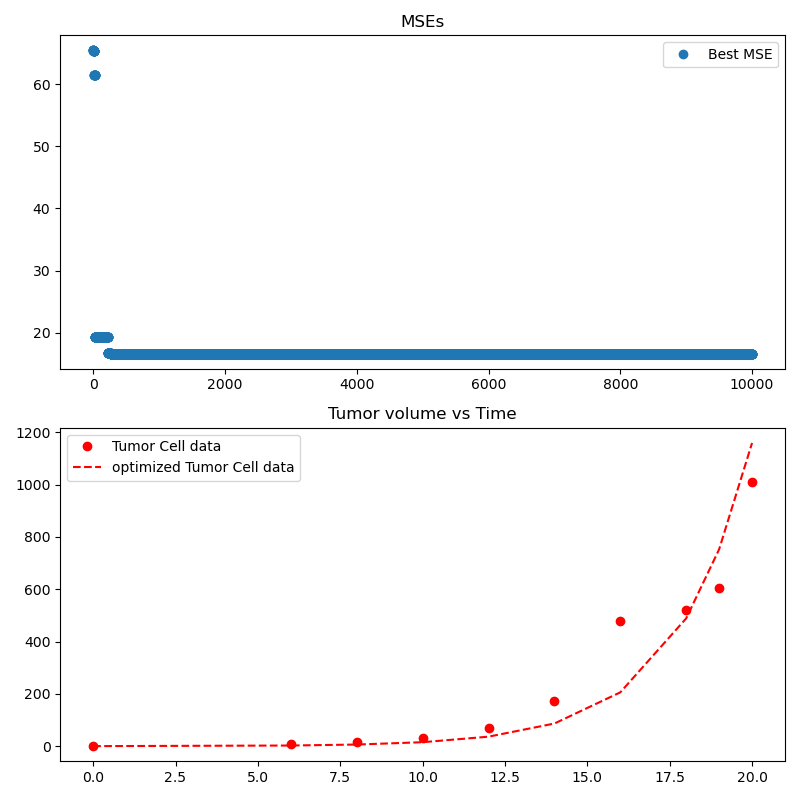 MSEs
Best MSE
60
50
40
30
20
0 2000 4000 6000 8000 10000
Tumor volume vs Time
Tumor Cell data
optimized Tumor Cell data
1200
1000
800
600
400
200
0
0.0 2.5 5.0 7.5 10.0 12.5 15.0 17.5 20.0